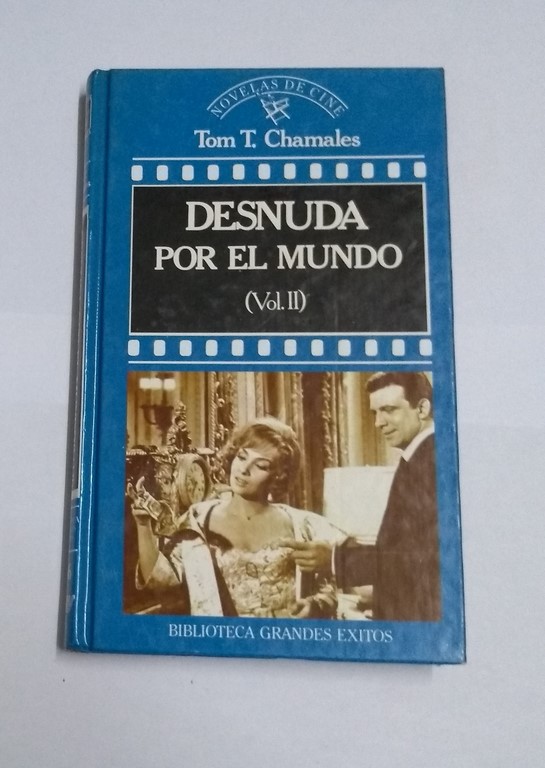 NOVELAS DE CINE
Tom T. Chamales
DESNUDA
POR EL MUNDO
(Vol. II)
BIBLIOTECA GRANDES EXITOS